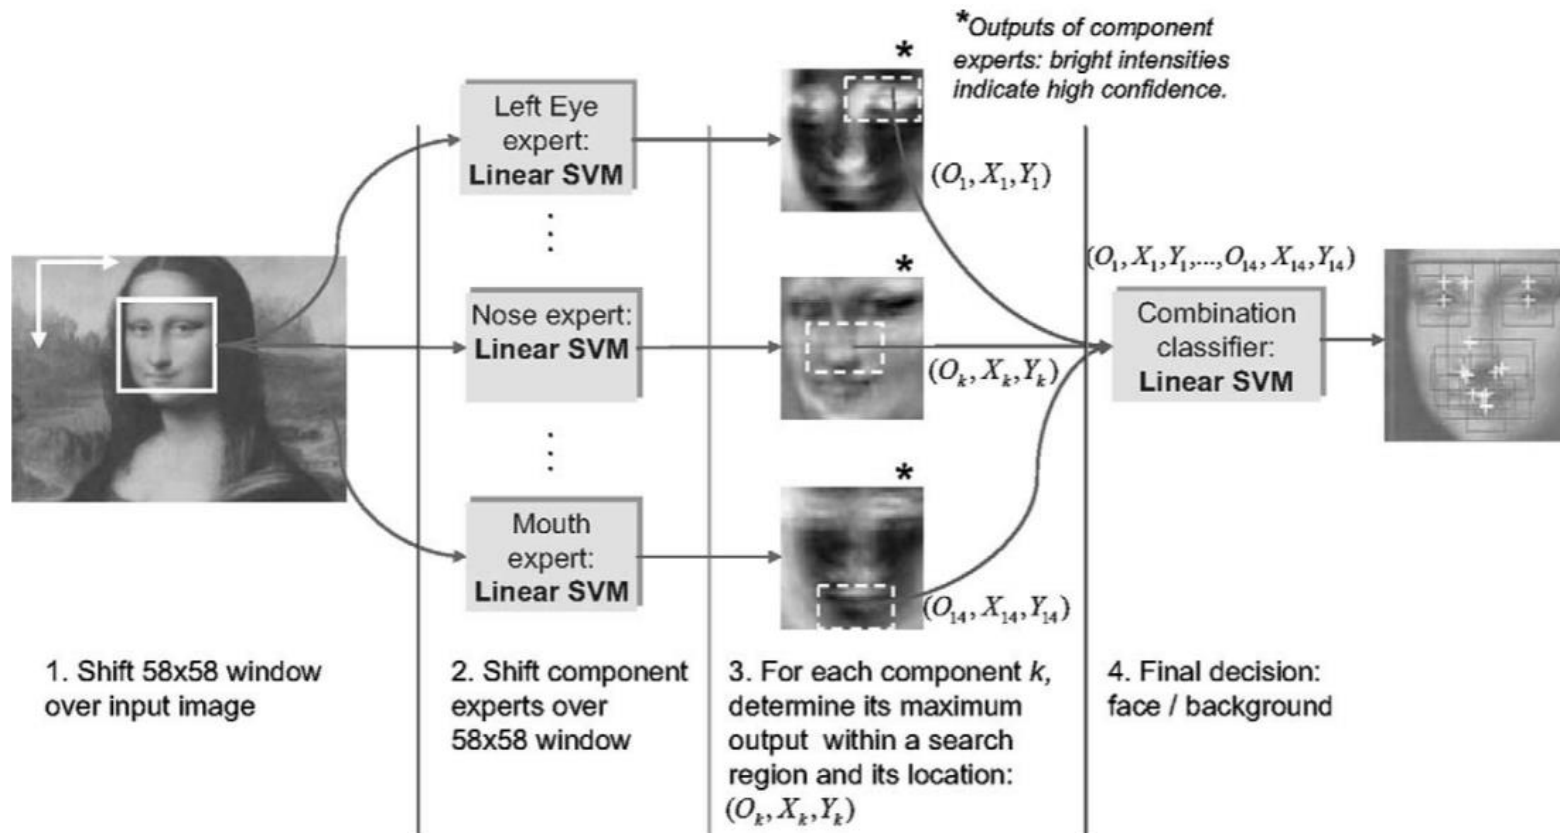 *Outputs of component
experts: bright intensities
indicate high confidence.
*
Left Eye
expert:
Linear SVM
(O₁, X₁, Y₁)
*
Nose expert:
Linear SVM
(Oₖ, Xₖ, Yₖ)
*
Mouth
expert:
Linear SVM
(O₁₄, X₁₄, Y₁₄)
(O₁, X₁, Y₁,..., O₁₄, X₁₄, Y₁₄)
Combination
classifier:
Linear SVM
1. Shift 58x58 window
over input image
2. Shift component
experts over
58x58 window
3. For each component k,
determine its maximum
output within a search
region and its location:
(Oₖ, Xₖ, Yₖ)
4. Final decision:
face / background